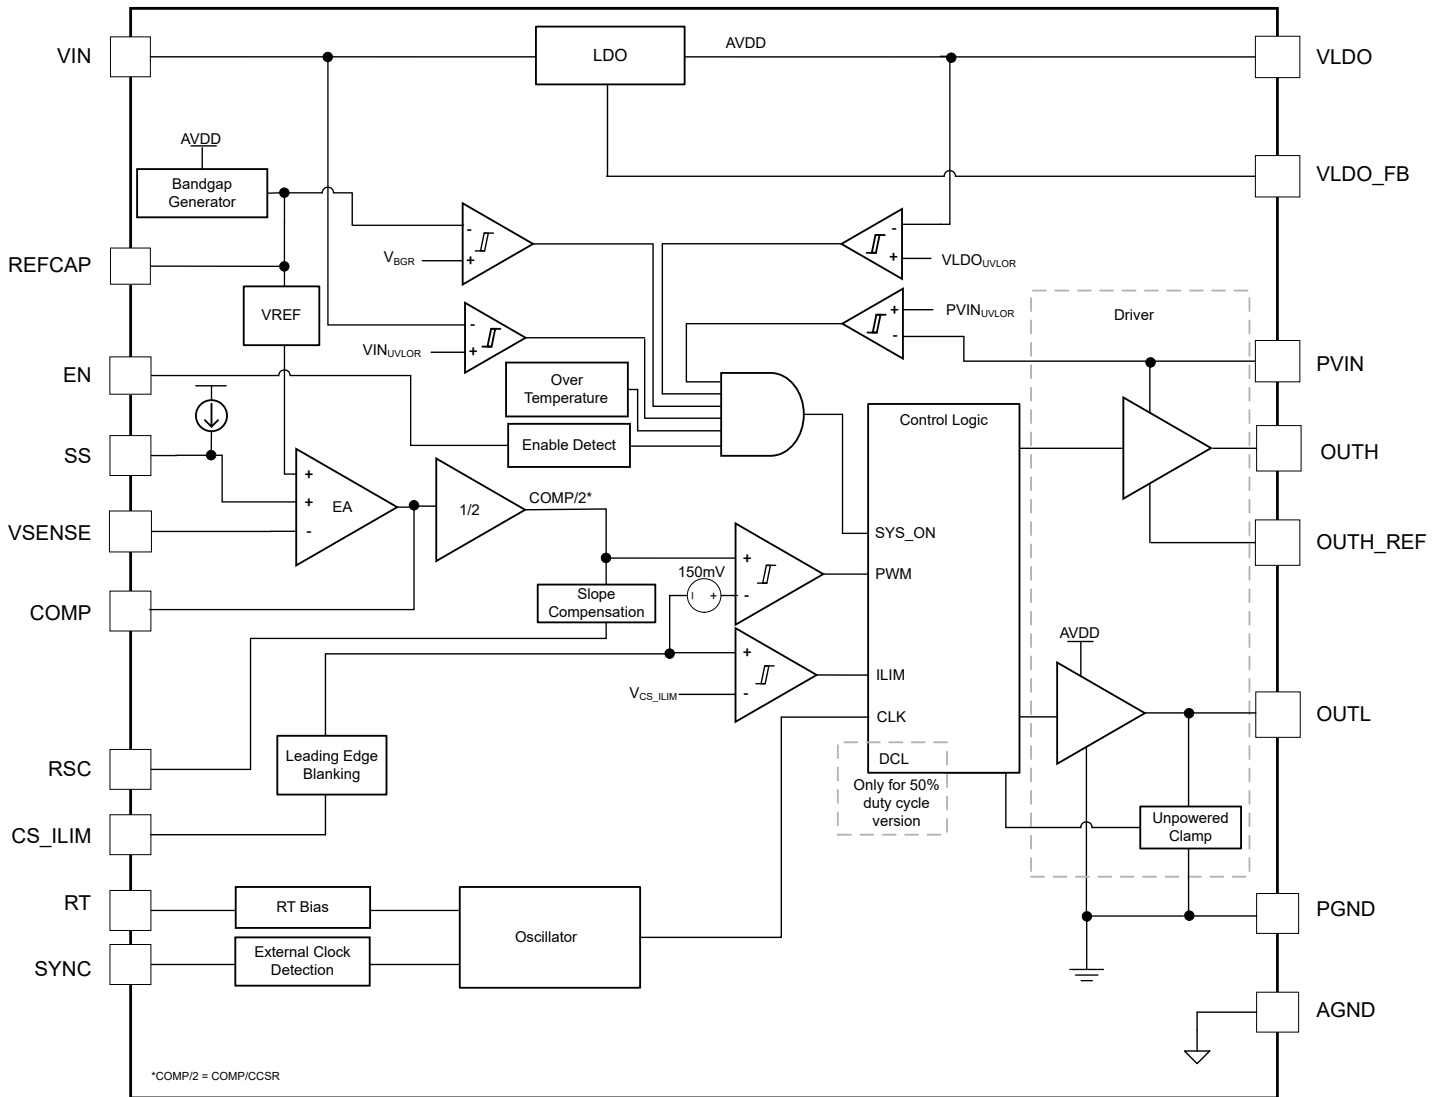 VIN
LDO
AVDD
VLDO
AVDD
Bandgap
Generator
VLDO_FB
-
+
VBGR
-
+
VLDOUVLOR
REFCAP
VREF
-
+
VINUVLOR
+
-
PVINUVLOR
Driver
EN
Over
Temperature
PVIN
Control Logic
Enable Detect
SS
OUTH
+
+
-
EA
1/2
COMP/2*
VSENSE
SYS_ON
OUTH_REF
+
-
150mV
- +
PWM
COMP
Slope
Compensation
AVDD
+
-
VCS_ILIM
ILIM
CLK
OUTL
Leading Edge
Blanking
RSC
DCL
Only for 50%
duty cycle
version
CS_ILIM
Unpowered
Clamp
RT
RT Bias
Oscillator
PGND
SYNC
External Clock
Detection
AGND
*COMP/2 = COMP/CCSR